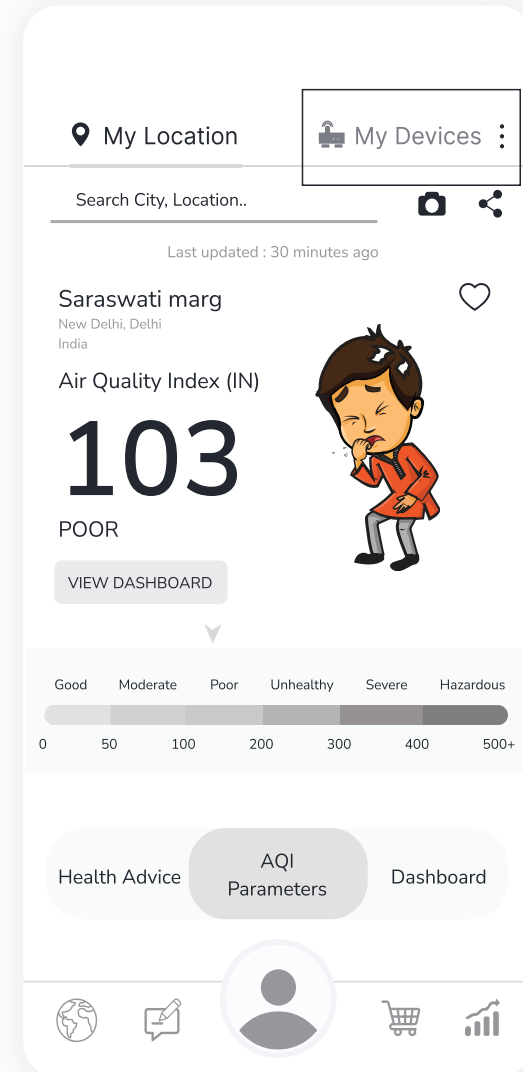 My Location
My Devices
Search City, Location..
Last updated : 30 minutes ago
Saraswati marg
New Delhi, Delhi
India
Air Quality Index (IN)
103
POOR
VIEW DASHBOARD
Good Moderate Poor Unhealthy Severe Hazardous
0 50 100 200 300 400 500+
Health Advice
AQI
Parameters
Dashboard